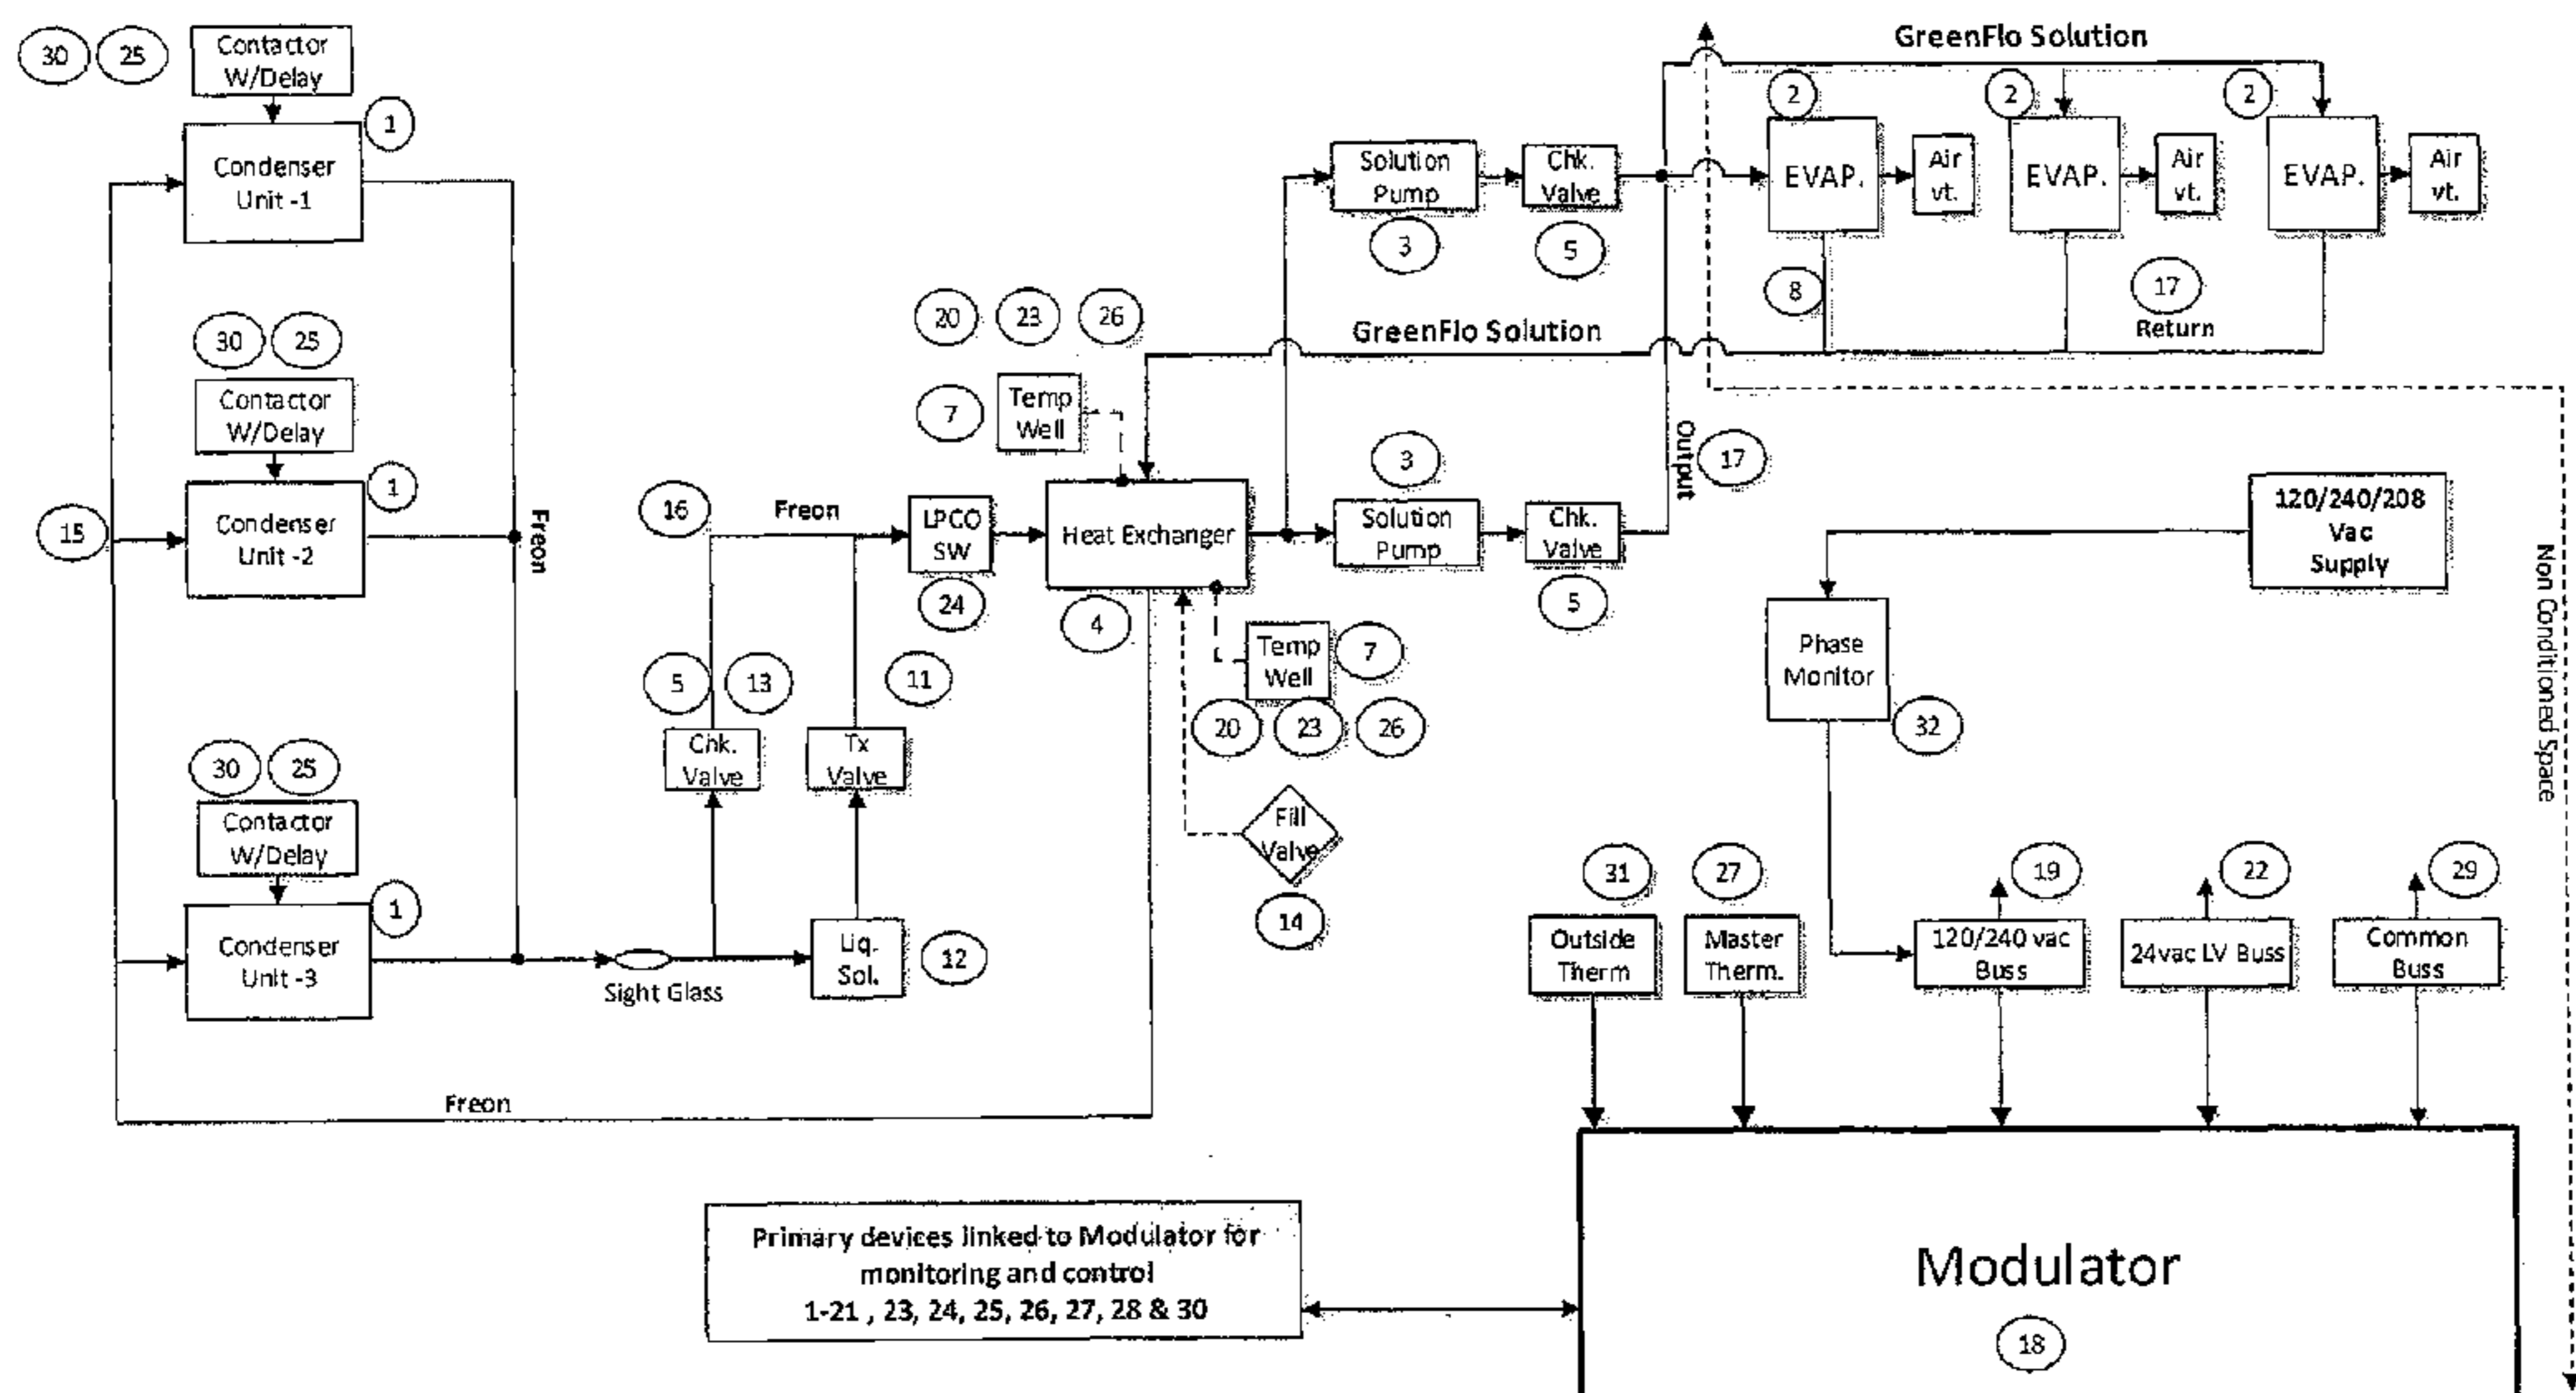 30
25
Contactor
W/Delay
1
Condenser
Unit -1
30
25
Contactor
W/Delay
1
Condenser
Unit -2
15
30
25
Contactor
W/Delay
1
Condenser
Unit -3
Freon
Freon
Sight Glass
Liq.
Sol.
12
5
13
Chk.
Valve
11
Tx
Valve
16
Freon
LPCO
SW
24
20
23
26
7
Temp
Well
Heat Exchanger
4
Temp
Well
7
20
23
26
Fill
Valve
14
Solution
Pump
3
Chk.
Valve
5
3
Solution
Pump
Chk.
Valve
5
GreenFlo Solution
Output
17
GreenFlo Solution
2
EVAP.
Air
vt.
2
EVAP.
Air
vt.
2
EVAP.
Air
vt.
8
17
Return
Non Conditioned Space
120/240/208
Vac
Supply
Phase
Monitor
32
31
Outside
Therm
27
Master
Therm.
19
120/240 vac
Buss
22
24vac LV Buss
29
Common
Buss
Primary devices linked to Modulator for
monitoring and control
1-21 , 23, 24, 25, 26, 27, 28 & 30
Modulator
18